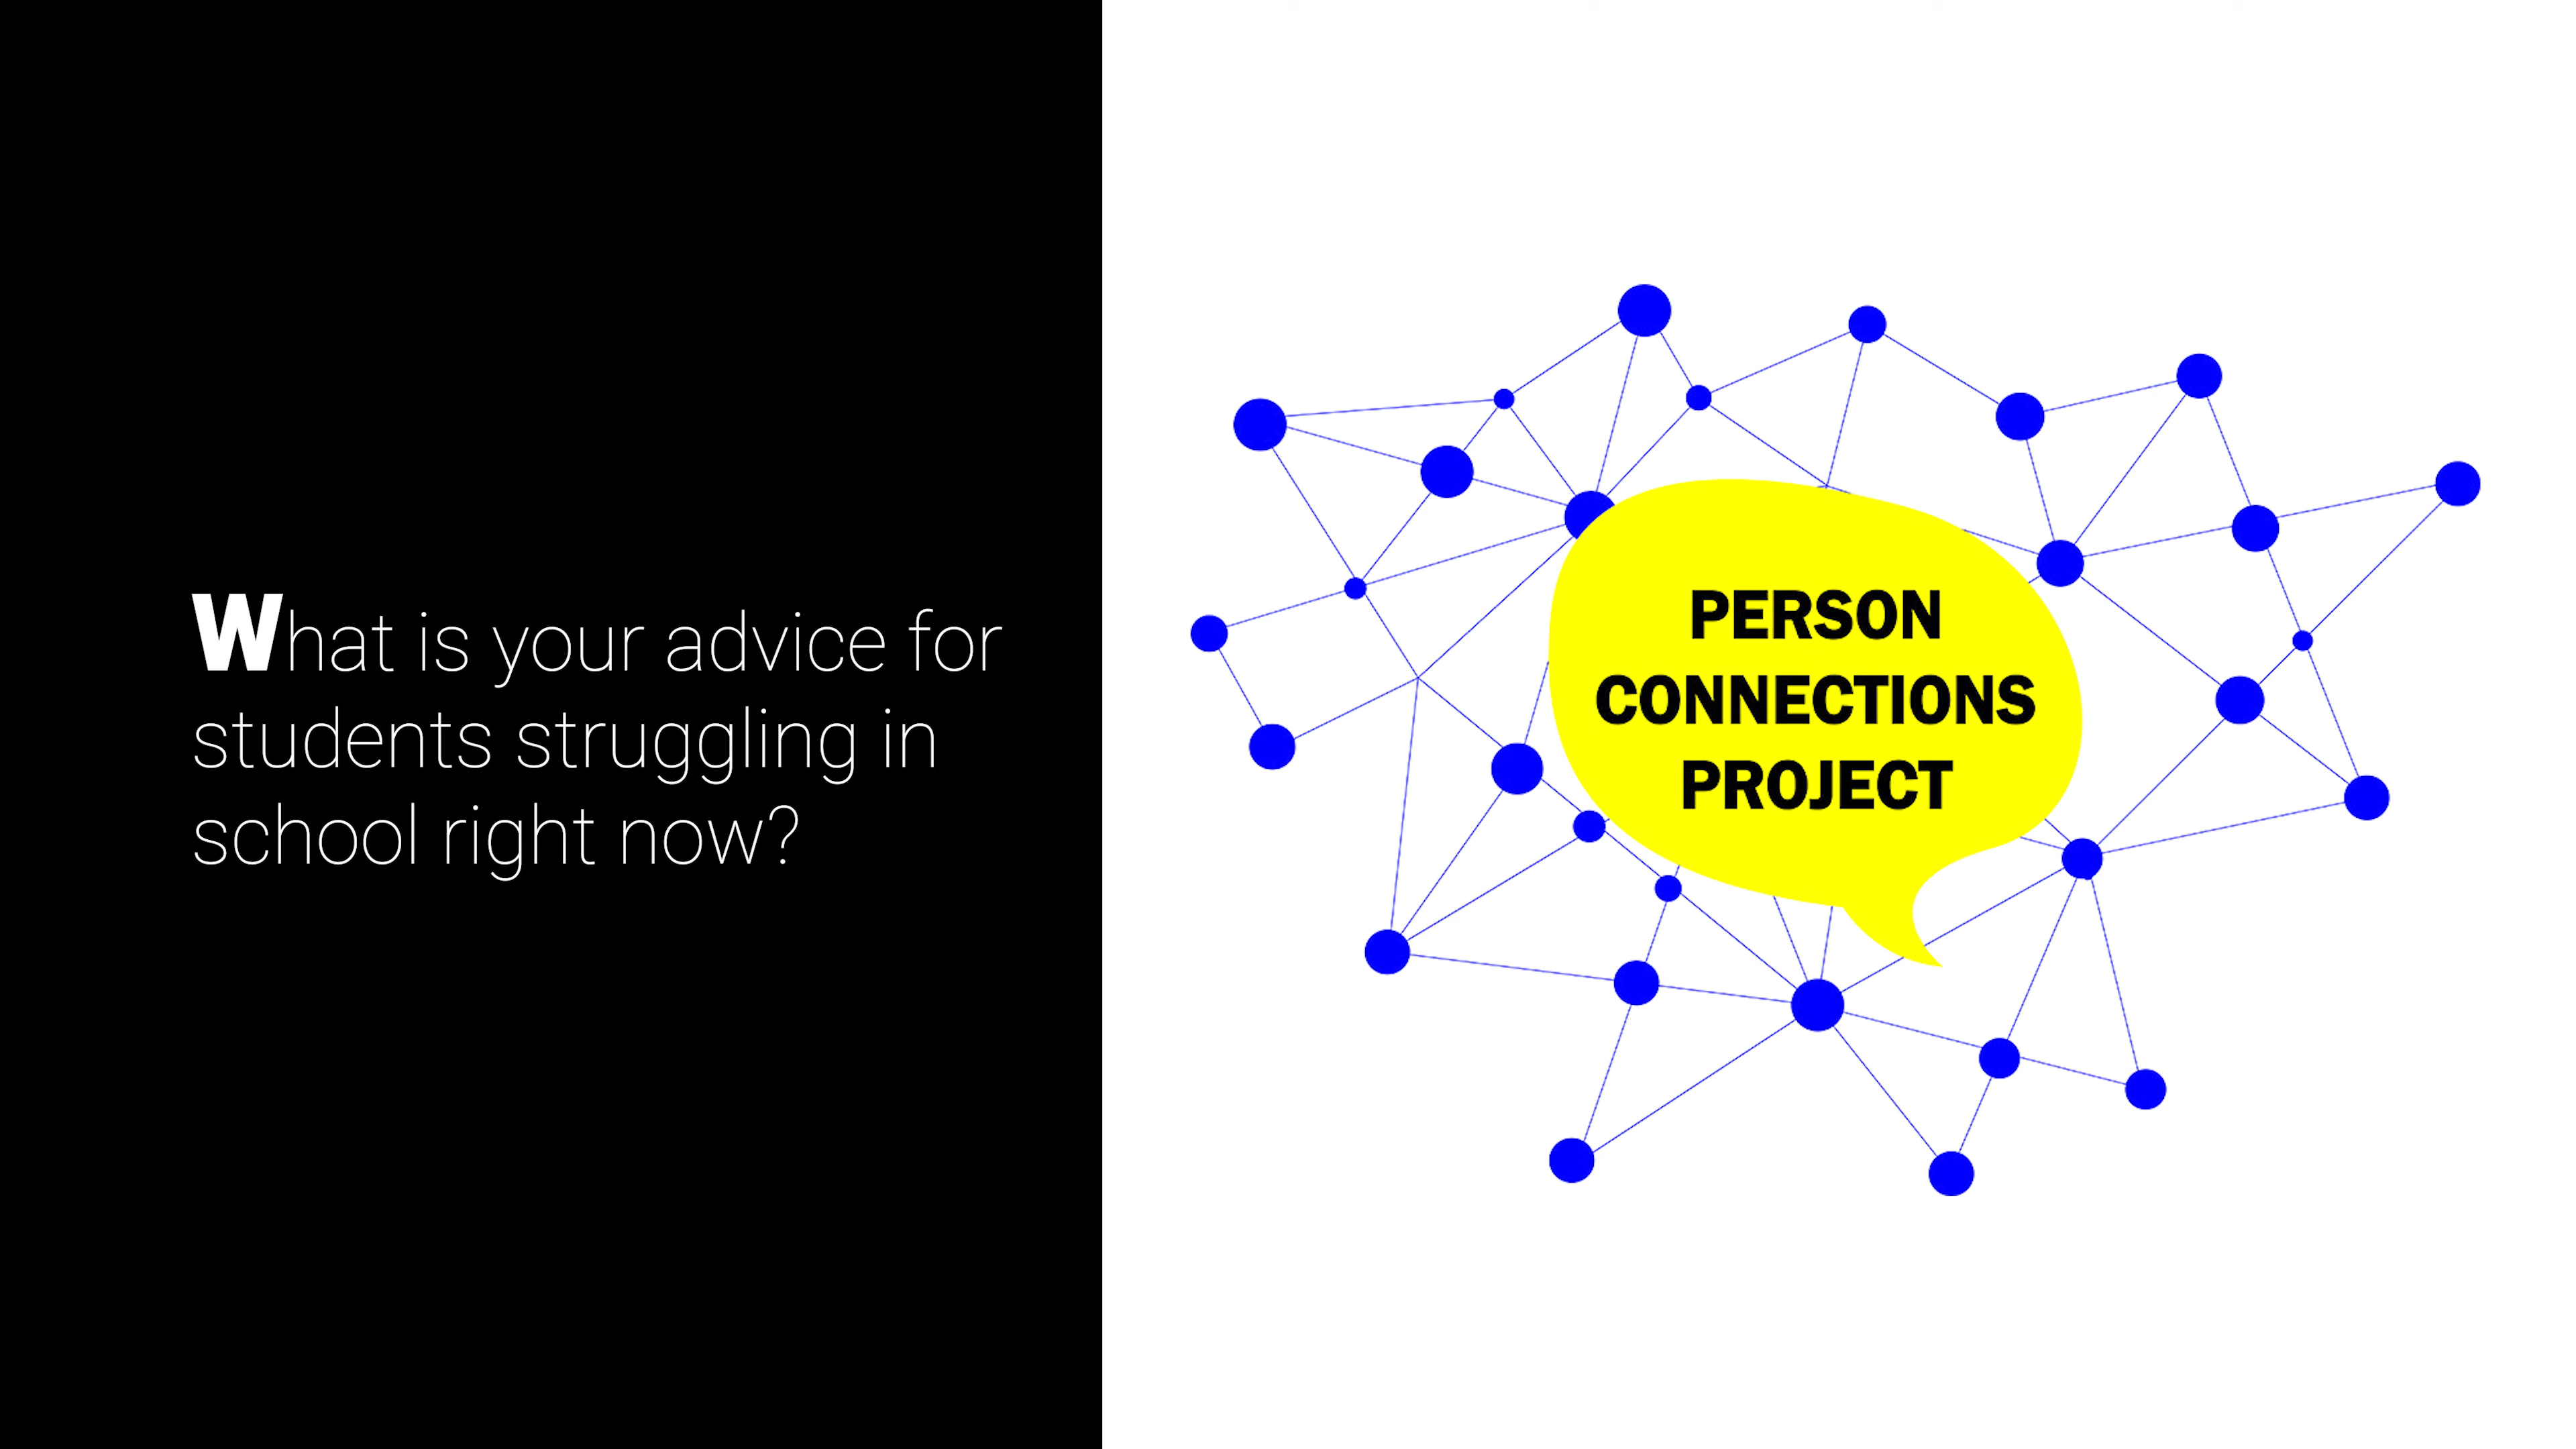 What is your advice for
students struggling in
school right now?
PERSON
CONNECTIONS
PROJECT